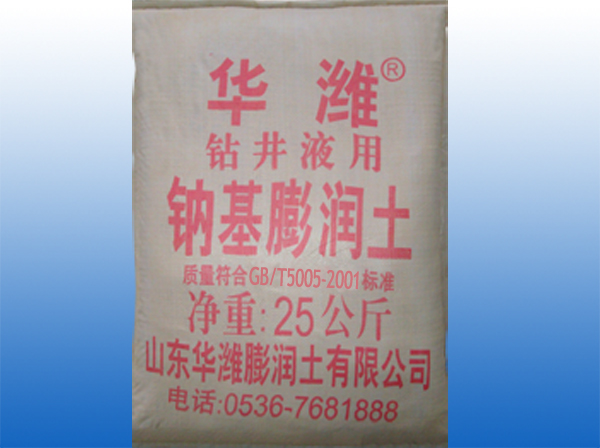 华潍®
钻井液用
钠基膨润土
质量符合GB/T5005-2001标准
净重:25公斤
山东华潍膨润土有限公司
电话:0536-7681888